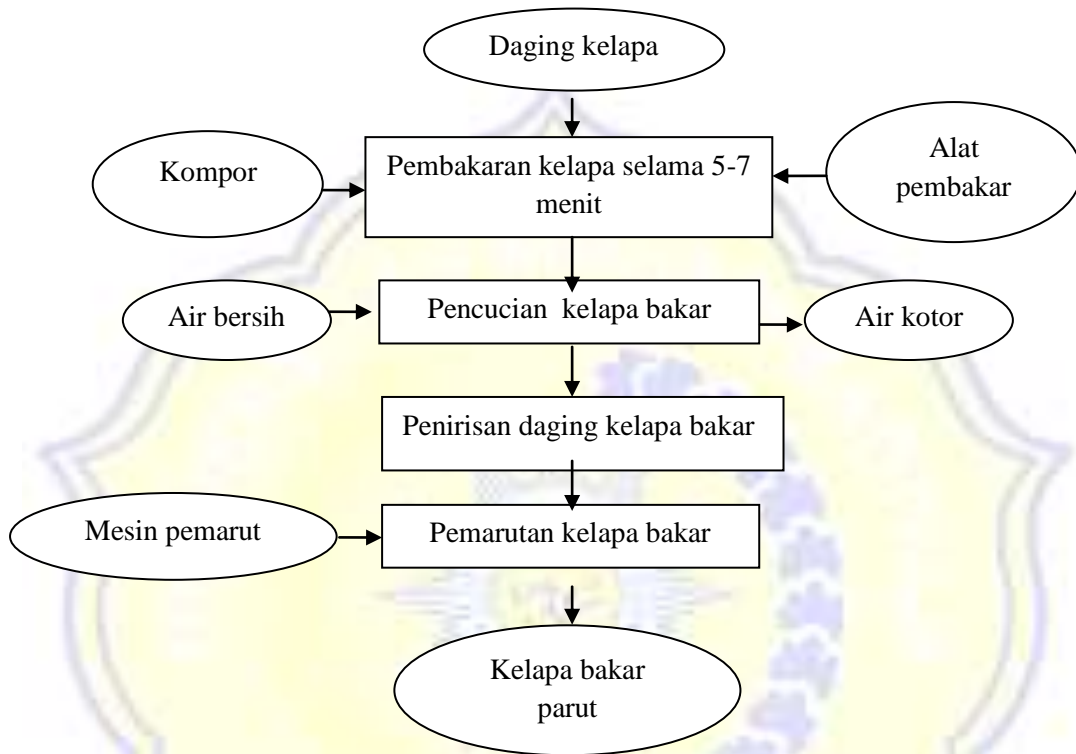 Daging kelapa
Kompor
Pembakaran kelapa selama 5-7
menit
Alat
pembakar
Air bersih
Pencucian kelapa bakar
Air kotor
Penirisan daging kelapa bakar
Mesin pemarut
Pemarutan kelapa bakar
Kelapa bakar
parut